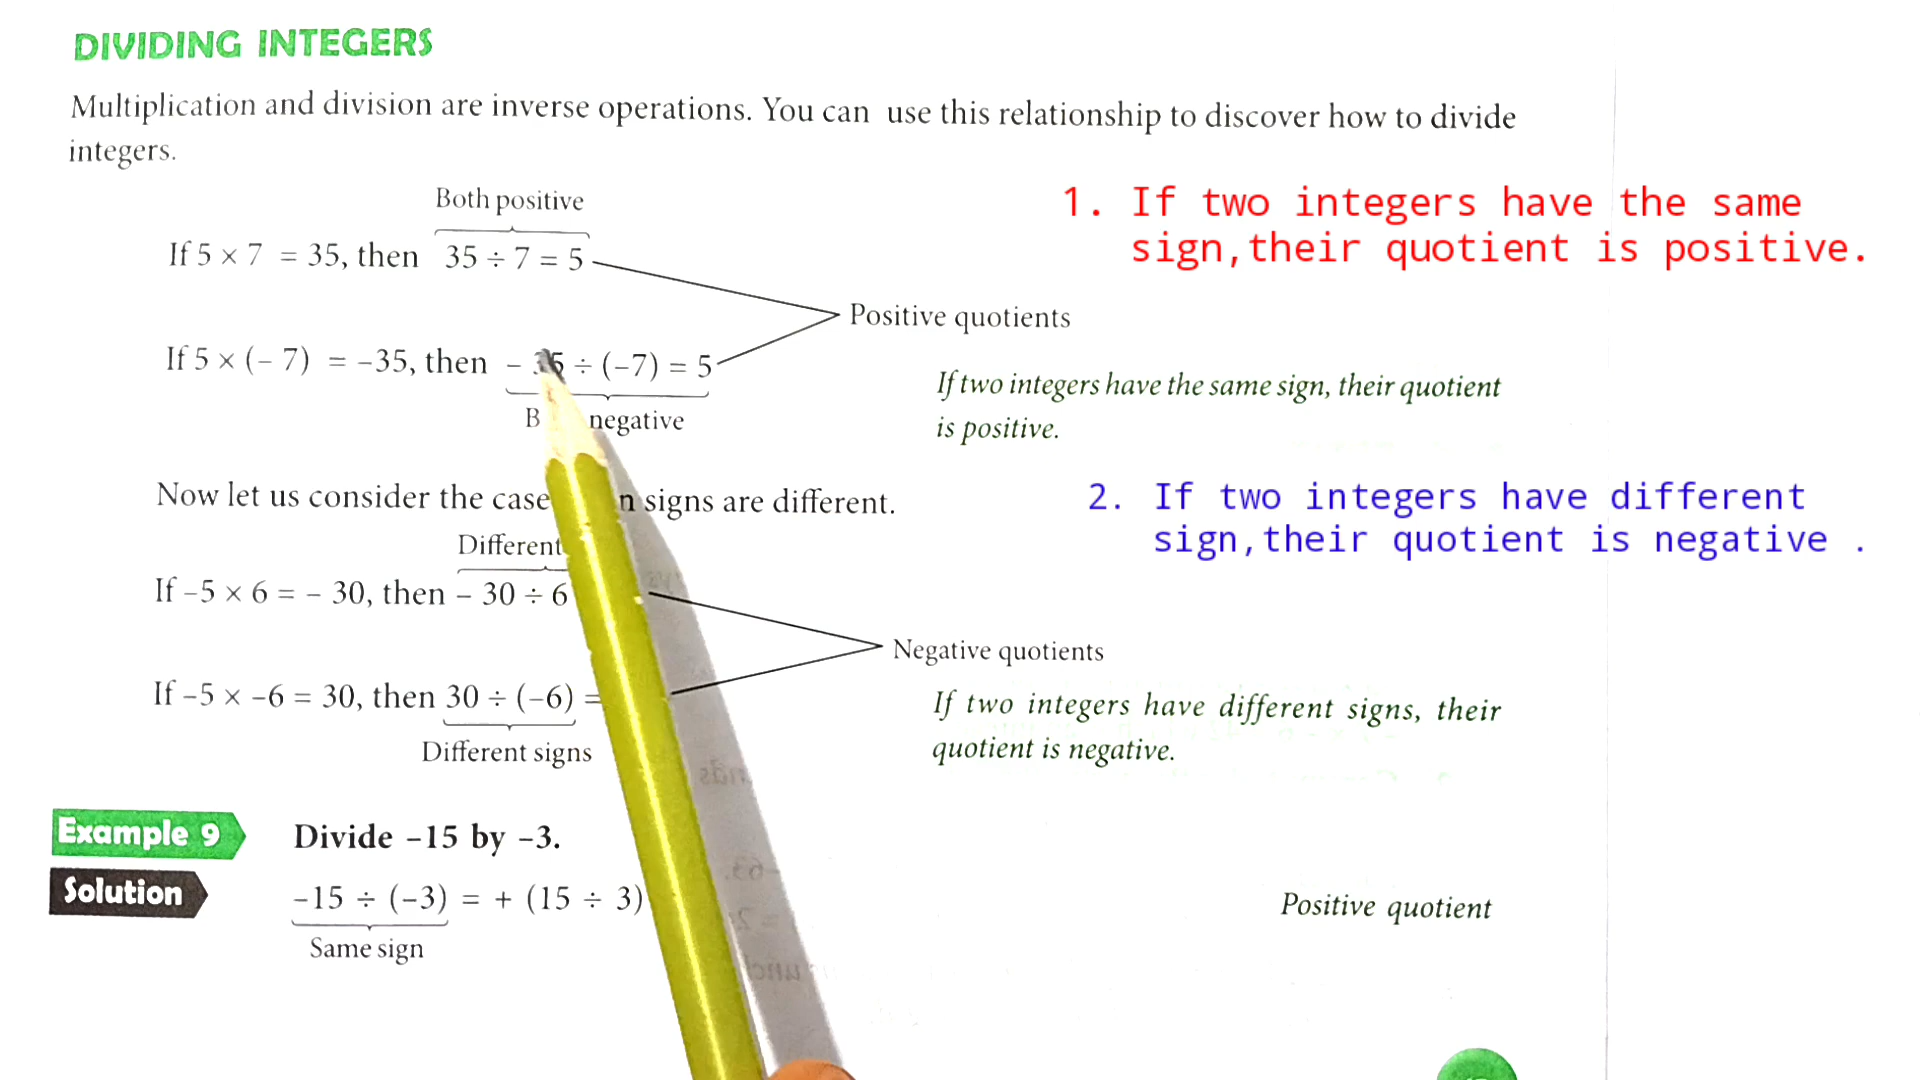 DIVIDING INTEGERS
Multiplication and division are inverse operations. You can use this relationship to discover how to divide
integers.
Both positive
If 5 × 7 = 35, then 35 ÷ 7 = 5
1. If two integers have the same
sign,their quotient is positive.
Positive quotients
If 5 × (– 7) = –35, then – 35 ÷ (–7) = 5
negative
If two integers have the same sign, their quotient
is positive.
Now let us consider the case signs are different.
2. If two integers have different
sign,their quotient is negative .
Different
If –5 × 6 = – 30, then – 30 ÷ 6
Negative quotients
If –5 × –6 = 30, then 30 ÷ (–6) =
Different signs
If two integers have different signs, their
quotient is negative.
Example 9 Divide –15 by –3.
Solution –15 ÷ (–3) = + (15 ÷ 3)
Same sign
Positive quotient